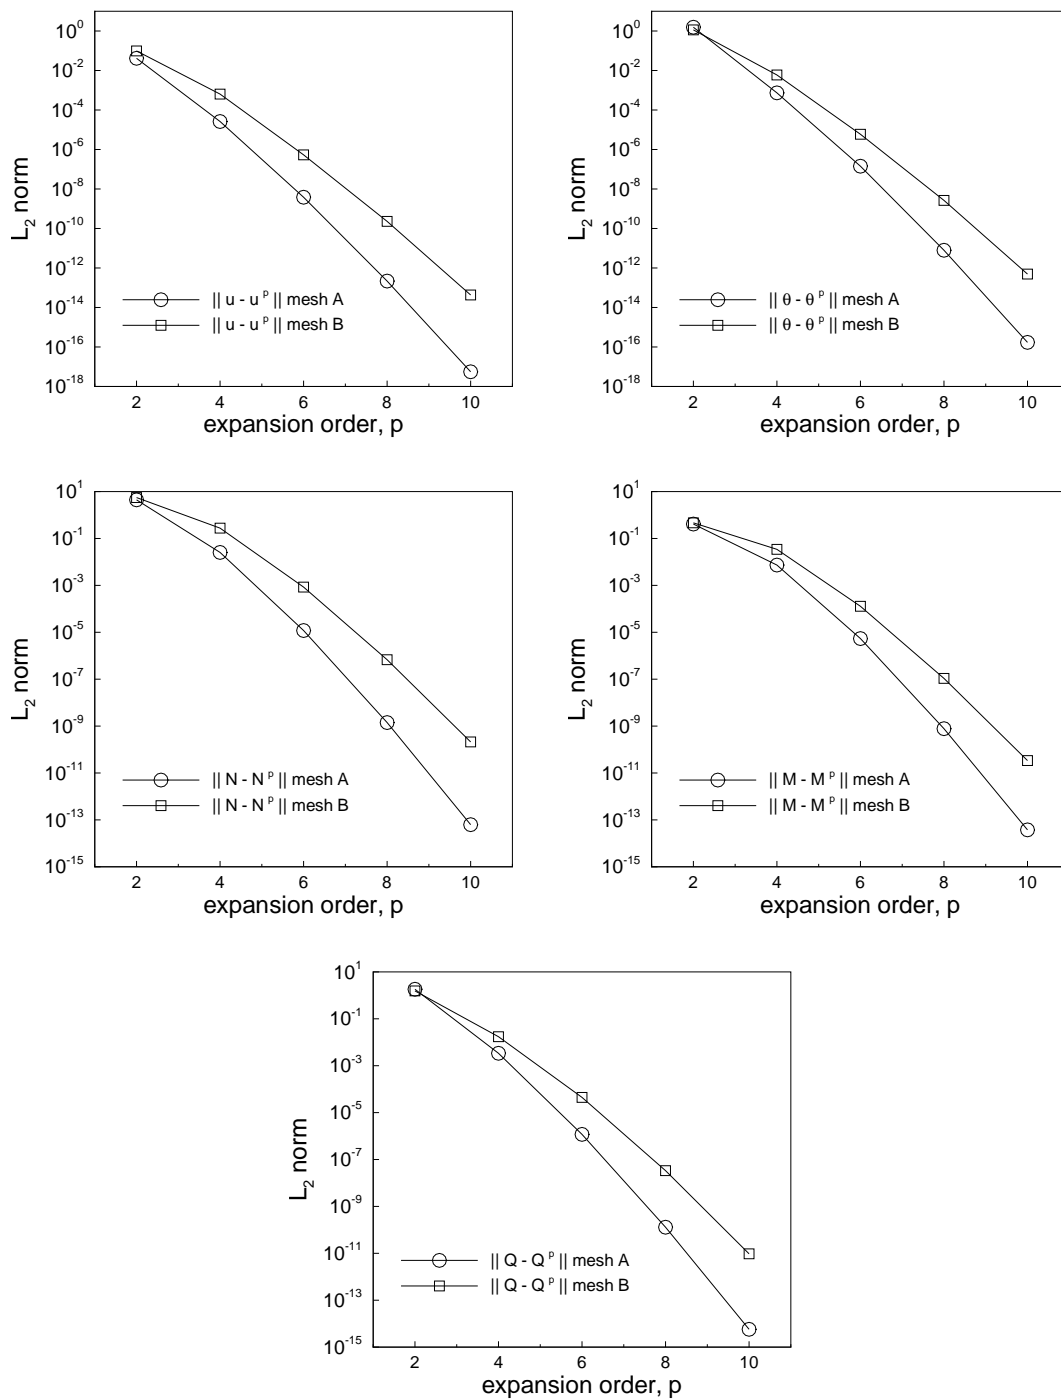 10^0
10^-2
10^-4
10^-6
10^-8
10^-10
10^-12
10^-14
10^-16
10^-18
L_2 norm
|| u - u^p || mesh A
|| u - u^p || mesh B
2 4 6 8 10
expansion order, p
10^0
10^-2
10^-4
10^-6
10^-8
10^-10
10^-12
10^-14
10^-16
10^-18
L_2 norm
|| θ - θ^p || mesh A
|| θ - θ^p || mesh B
2 4 6 8 10
expansion order, p
10^1
10^-1
10^-3
10^-5
10^-7
10^-9
10^-11
10^-13
10^-15
L_2 norm
|| N - N^p || mesh A
|| N - N^p || mesh B
2 4 6 8 10
expansion order, p
10^1
10^-1
10^-3
10^-5
10^-7
10^-9
10^-11
10^-13
10^-15
L_2 norm
|| M - M^p || mesh A
|| M - M^p || mesh B
2 4 6 8 10
expansion order, p
10^1
10^-1
10^-3
10^-5
10^-7
10^-9
10^-11
10^-13
10^-15
L_2 norm
|| Q - Q^p || mesh A
|| Q - Q^p || mesh B
2 4 6 8 10
expansion order, p